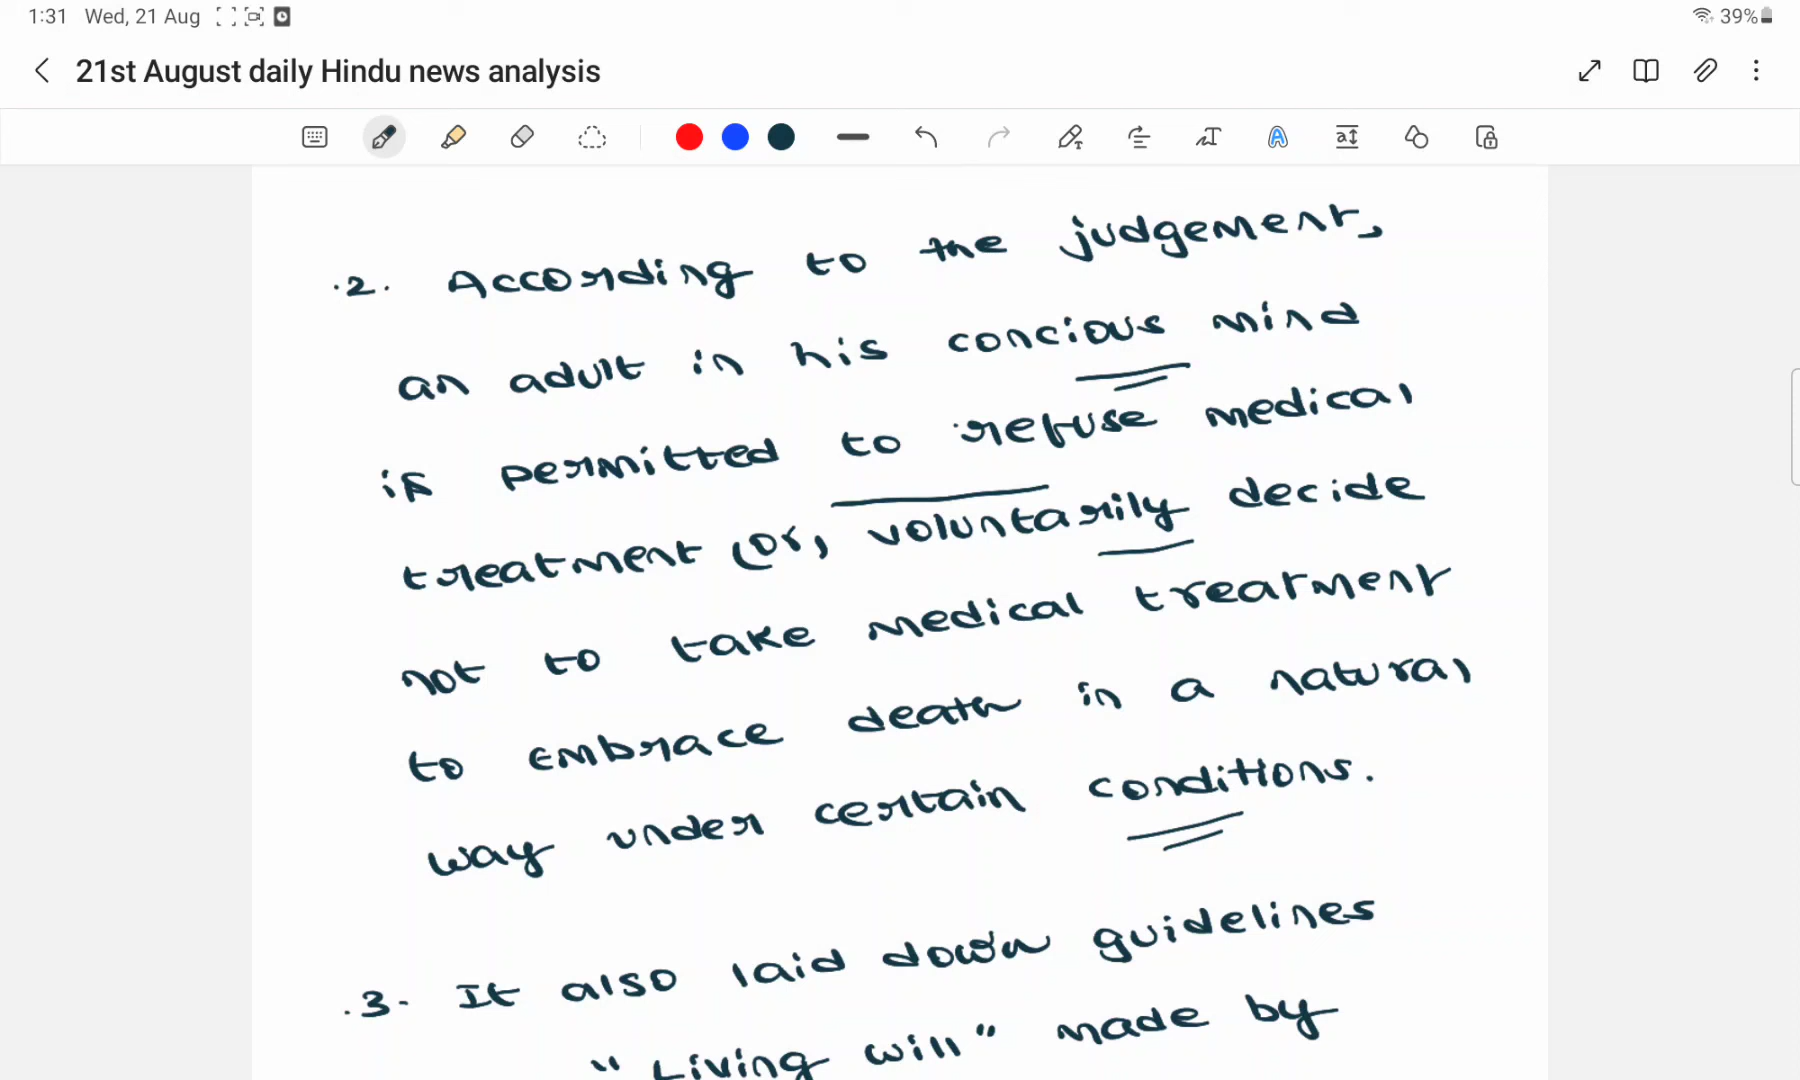 1:31 Wed, 21 Aug 39%
21st August daily Hindu news analysis
.2. According to the judgement,
an adult in his concious mind
is permitted to refuse medical
treatment (or) voluntarily decide
not to take medical treatment
to embrace death in a natural
way under certain conditions.
.3. It also laid down guidelines
"Living will" made by